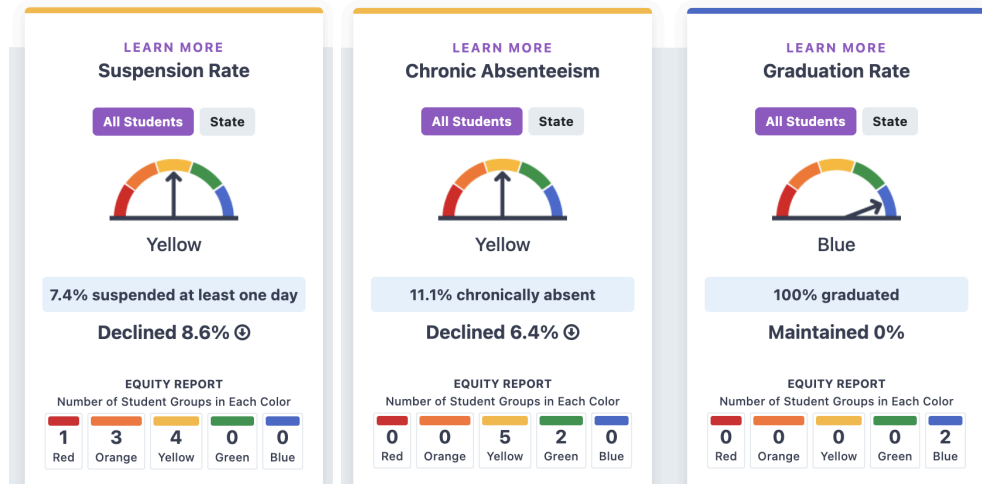 LEARN MORE
Suspension Rate
All Students State
Yellow
7.4% suspended at least one day
Declined 8.6%
EQUITY REPORT
Number of Student Groups in Each Color
1 3 4 0 0
Red Orange Yellow Green Blue
LEARN MORE
Chronic Absenteeism
All Students State
Yellow
11.1% chronically absent
Declined 6.4%
EQUITY REPORT
Number of Student Groups in Each Color
0 0 5 2 0
Red Orange Yellow Green Blue
LEARN MORE
Graduation Rate
All Students State
Blue
100% graduated
Maintained 0%
EQUITY REPORT
Number of Student Groups in Each Color
0 0 0 0 2
Red Orange Yellow Green Blue